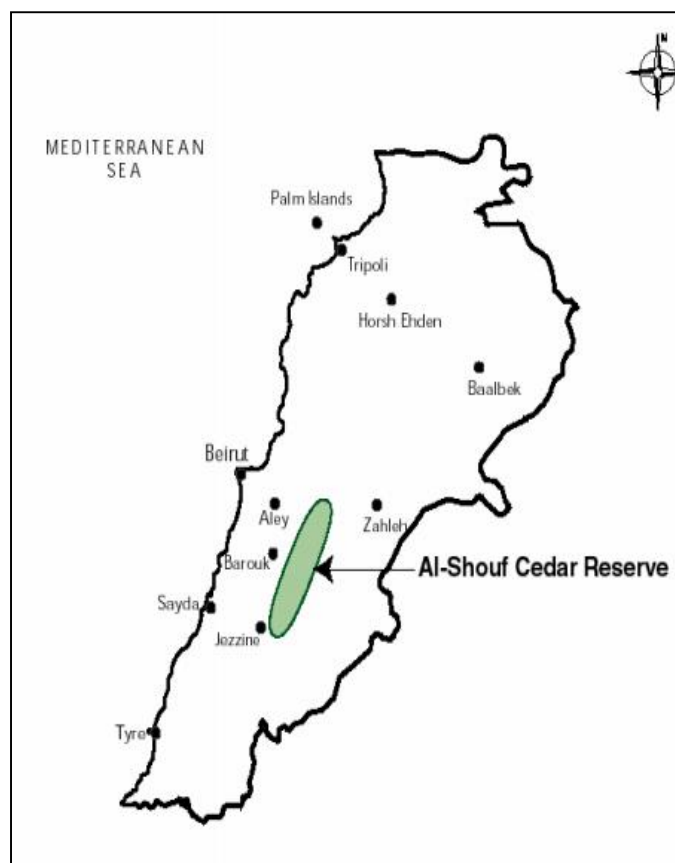 N
MEDITERRANEAN
SEA
Palm Islands
Tripoli
Horsh Ehden
Baalbek
Beirut
Aley
Zahleh
Barouk
Al-Shouf Cedar Reserve
Sayda
Jezzine
Tyre